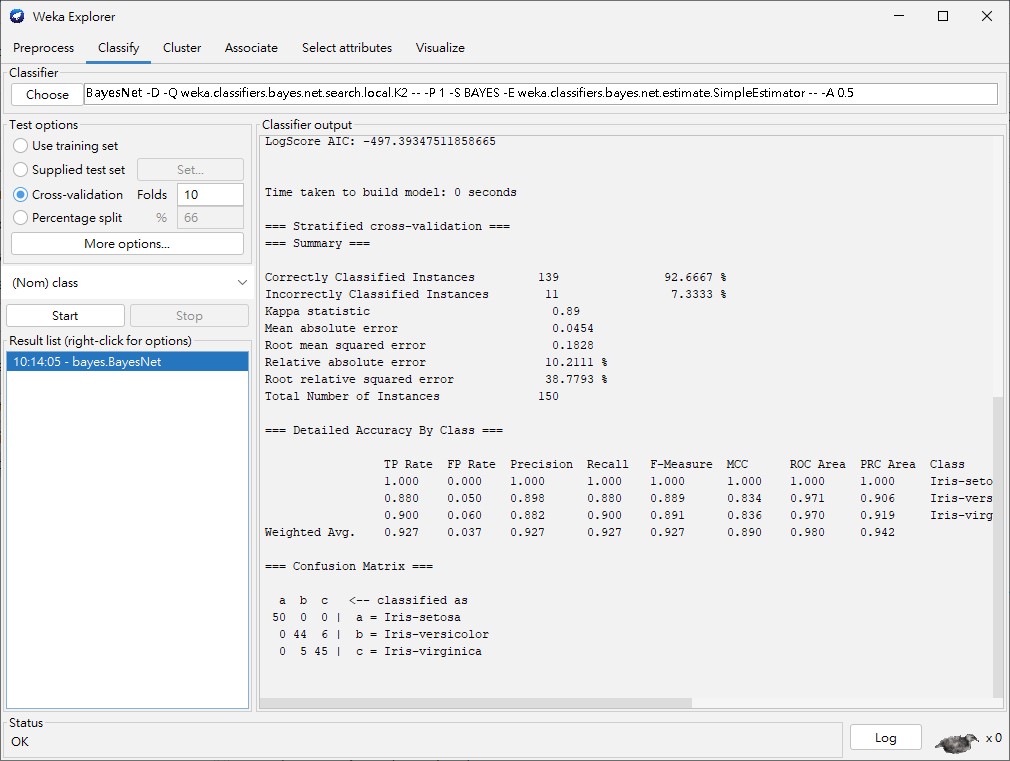 Weka Explorer
Preprocess Classify Cluster Associate Select attributes Visualize
Classifier
Choose BayesNet -D -Q weka.classifiers.bayes.net.search.local.K2 -- -P 1 -S BAYES -E weka.classifiers.bayes.net.estimate.SimpleEstimator -- -A 0.5
Test options
Use training set
Supplied test set Set...
Cross-validation Folds 10
Percentage split % 66
More options...
(Nom) class
Start Stop
Result list (right-click for options)
10:14:05 - bayes.BayesNet
Classifier output
LogScore AIC: -497.39347511858665
Time taken to build model: 0 seconds
=== Stratified cross-validation ===
=== Summary ===
Correctly Classified Instances 139 92.6667 %
Incorrectly Classified Instances 11 7.3333 %
Kappa statistic 0.89
Mean absolute error 0.0454
Root mean squared error 0.1828
Relative absolute error 10.2111 %
Root relative squared error 38.7793 %
Total Number of Instances 150
=== Detailed Accuracy By Class ===
TP Rate FP Rate Precision Recall F-Measure MCC ROC Area PRC Area Class
1.000 0.000 1.000 1.000 1.000 1.000 1.000 1.000 Iris-seto
0.880 0.050 0.898 0.880 0.889 0.834 0.971 0.906 Iris-vers
0.900 0.060 0.882 0.900 0.891 0.836 0.970 0.919 Iris-virg
Weighted Avg. 0.927 0.037 0.927 0.927 0.927 0.890 0.980 0.942
=== Confusion Matrix ===
a b c <-- classified as
50 0 0 | a = Iris-setosa
0 44 6 | b = Iris-versicolor
0 5 45 | c = Iris-virginica
Status
OK
Log x 0